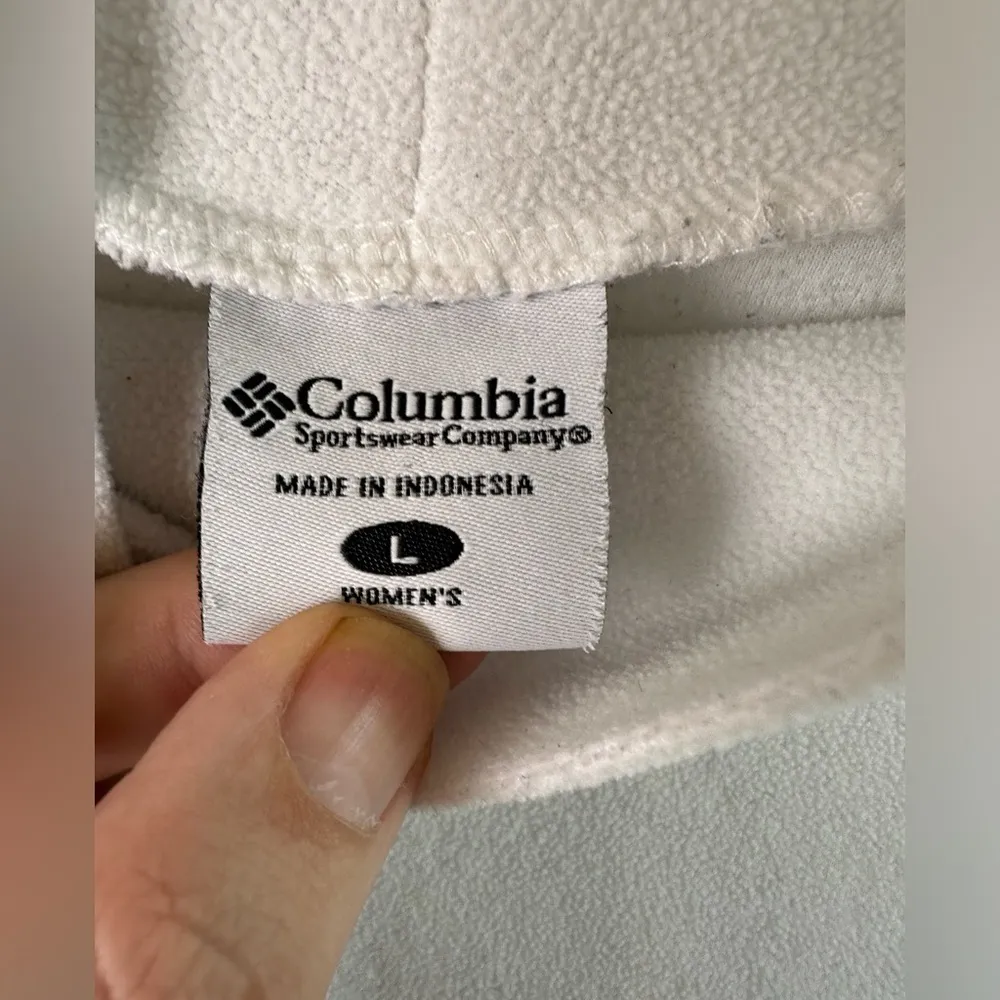 Columbia
Sportswear Company®
MADE IN INDONESIA
L
WOMEN'S